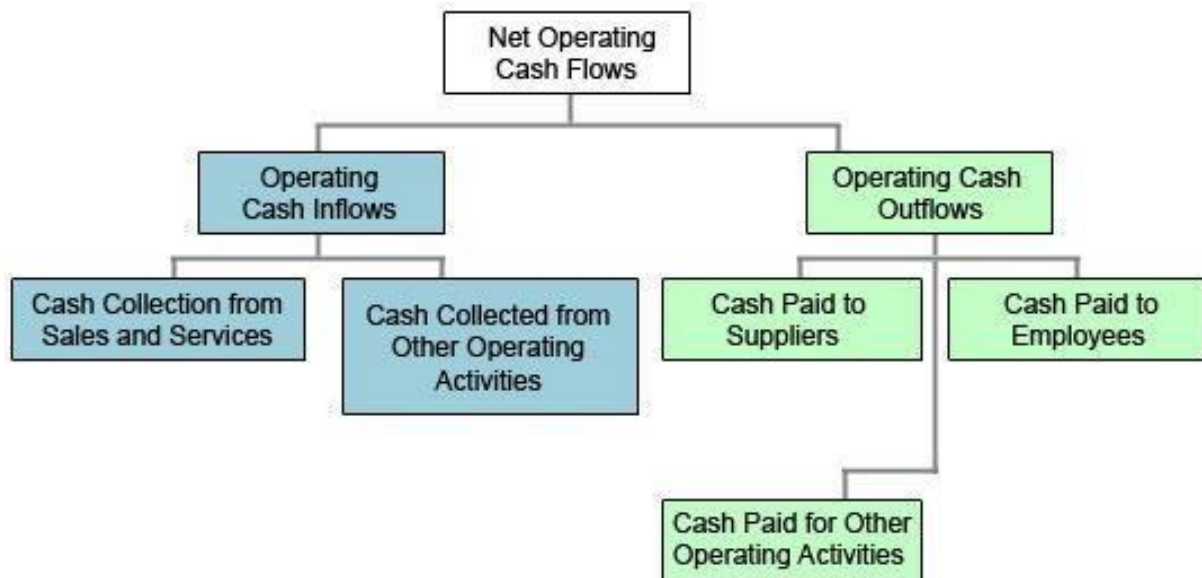 Net Operating
Cash Flows
Operating
Cash Inflows
Operating Cash
Outflows
Cash Collection from
Sales and Services
Cash Collected from
Other Operating
Activities
Cash Paid to
Suppliers
Cash Paid to
Employees
Cash Paid for Other
Operating Activities